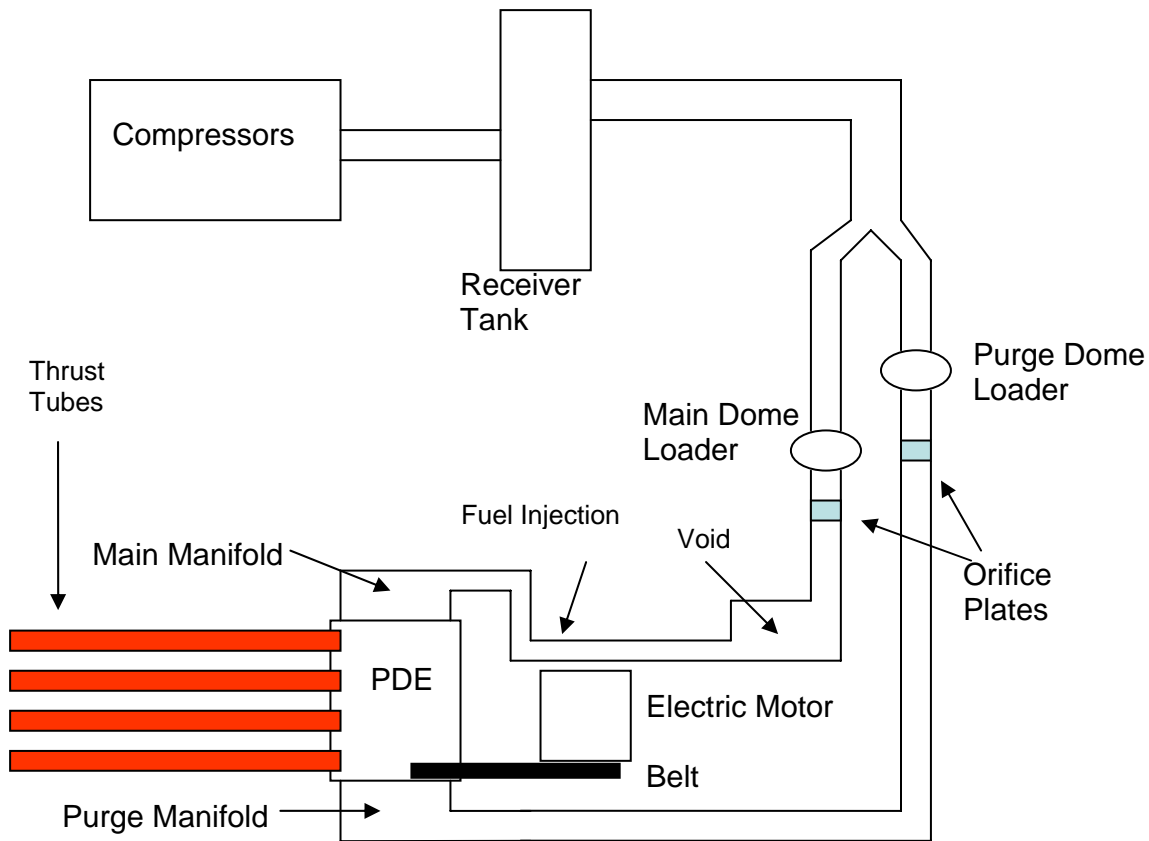 Compressors
Receiver
Tank
Purge Dome
Loader
Thrust
Tubes
Main Dome
Loader
Fuel Injection
Void
Main Manifold
Orifice
Plates
PDE
Electric Motor
Belt
Purge Manifold